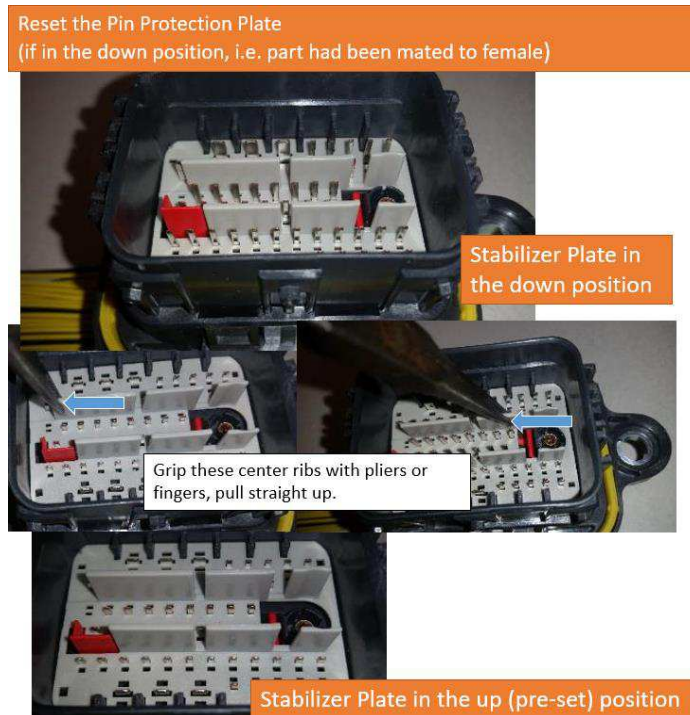 Reset the Pin Protection Plate
(if in the down position, i.e. part had been mated to female)
Stabilizer Plate in
the down position
Grip these center ribs with pliers or
fingers, pull straight up.
Stabilizer Plate in the up (pre-set) position